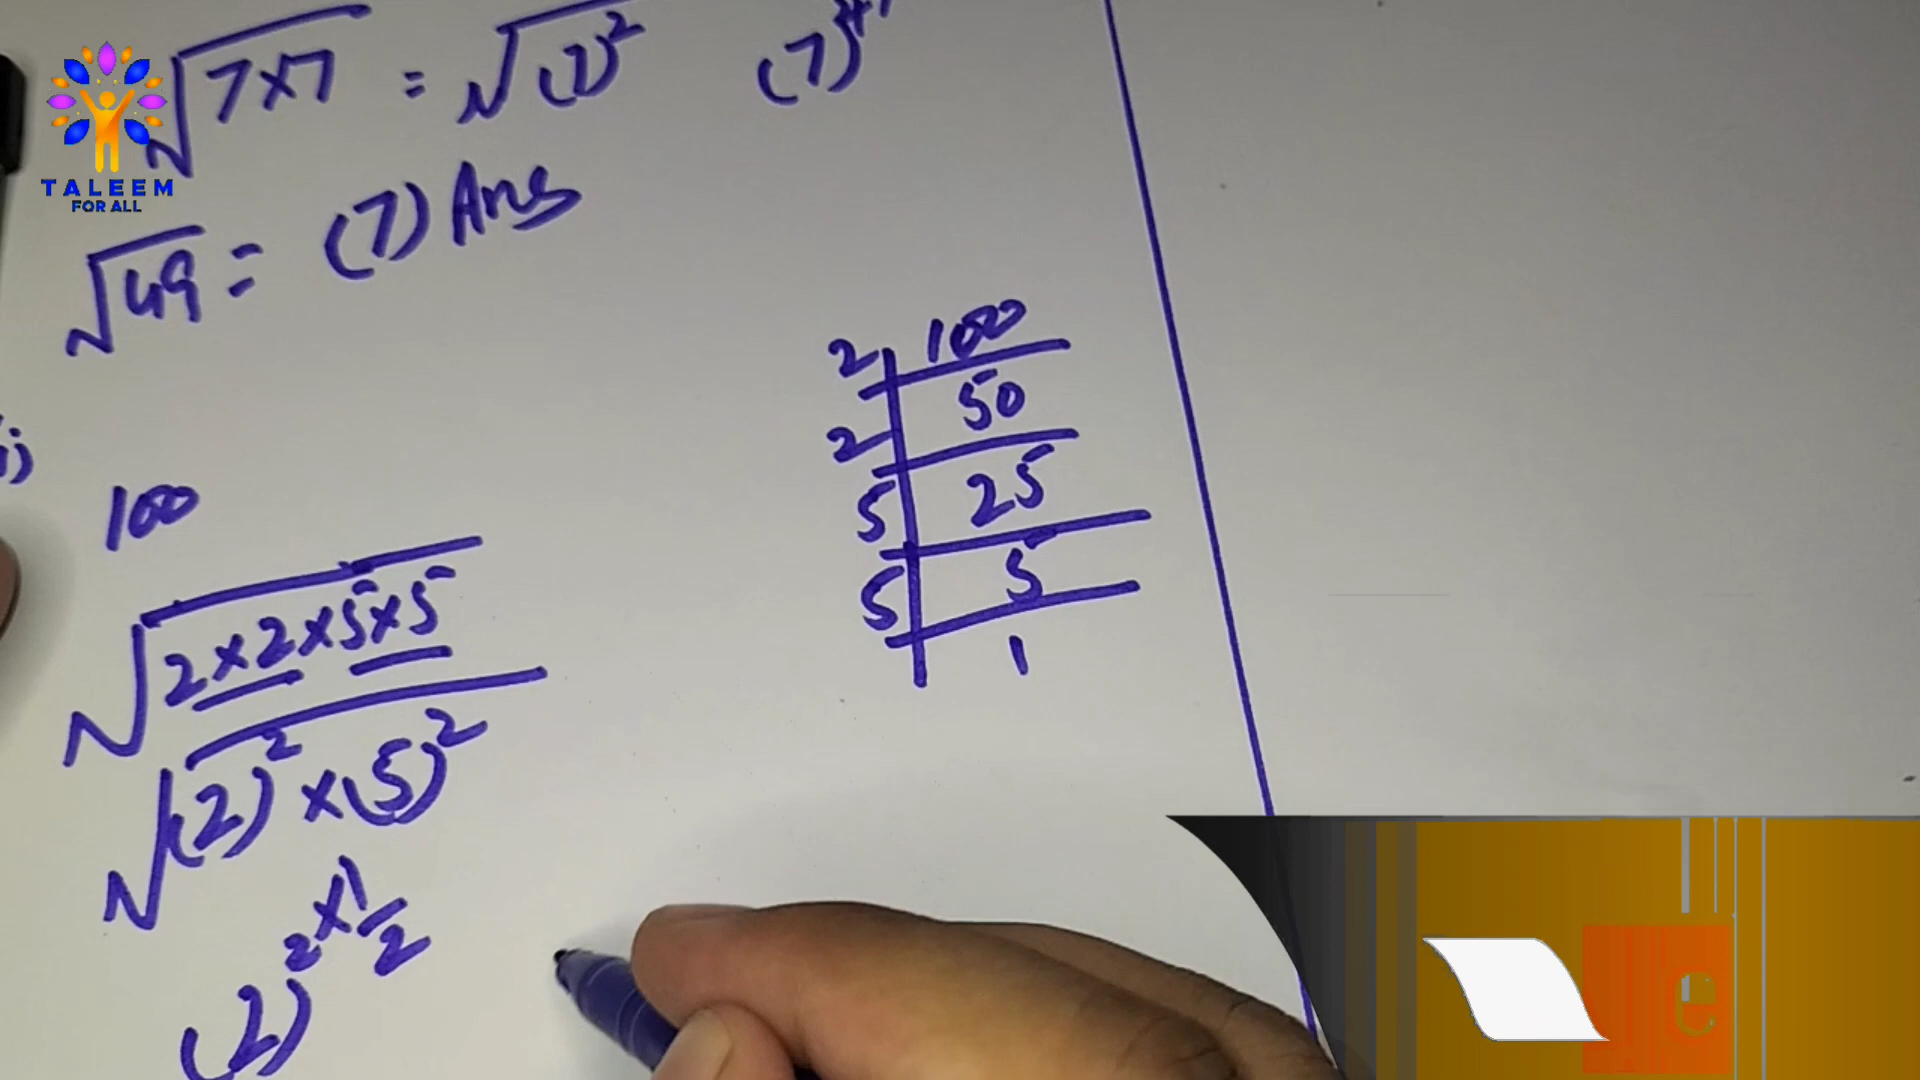 √7×7 = √(7)² (7)
TALEEM
FOR ALL
√49 = (7) Ans
100
√2×2×5×5
√(2)²×(5)²
(2)^2×1/2
2 | 100
2 | 50
5 | 25
5 | 5
1
e